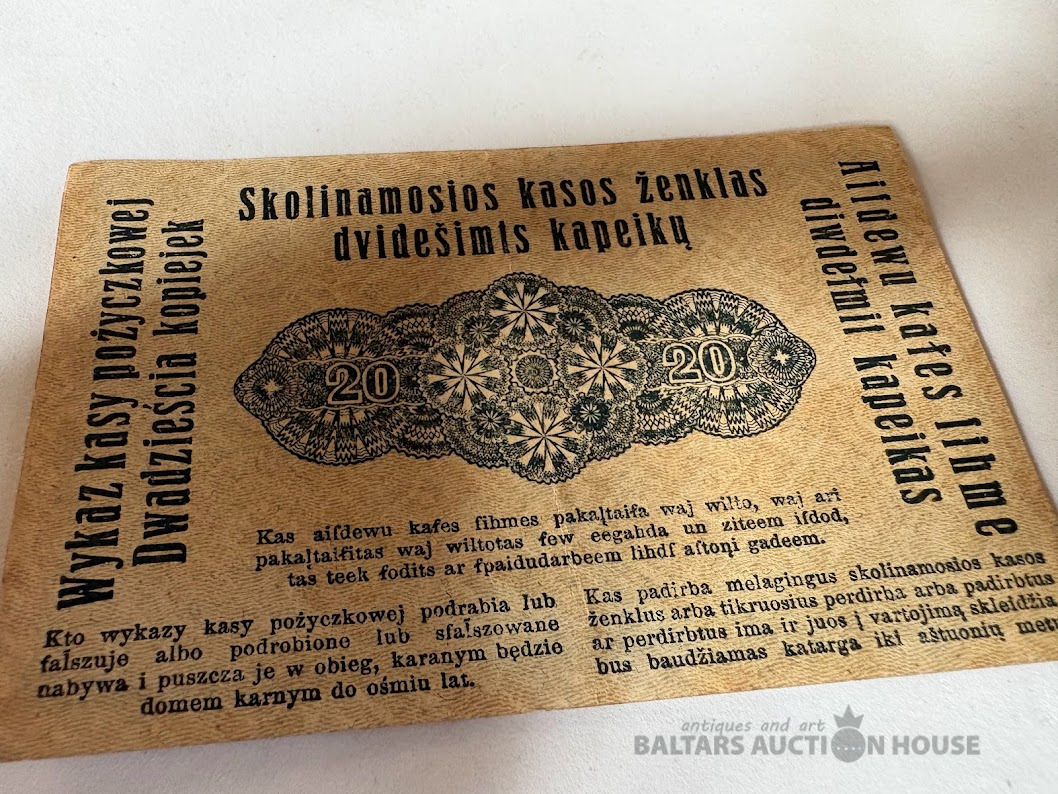 Skolinamosios kasos ženklas
dvidešimts kapeikų
Wykaz kasy pożyczkowej
Dwadzieścia kopiejek
Aiſdewu kaſes ſihme
diwdeſmit kapeikas
20
20
Kas aiſdewu kaſes ſihmes pakaļtaiſa waj wilto, waj ari
pakaļtaiſitas waj wiltotas ſew eegahda un ziteem iſdod,
tas teek ſodits ar ſpaidudarbeem lihdſ aſtoņi gadeem.
Kto wykazy kasy pożyczkowej podrabia lub
fałszuje albo podrobione lub sfałszowane
nabywa i puszcza je w obieg, karanym będzie
domem karnym do ośmiu lat.
Kas padirba melagingus skolinamosios kasos
ženklus arba tikruosius perdirba arba padirbtus
ar perdirbtus ima ir juos į vartojimą skleidžia
bus baudžiamas katarga iki aštuonių metų
antiques and art
BALTARS AUCTION HOUSE